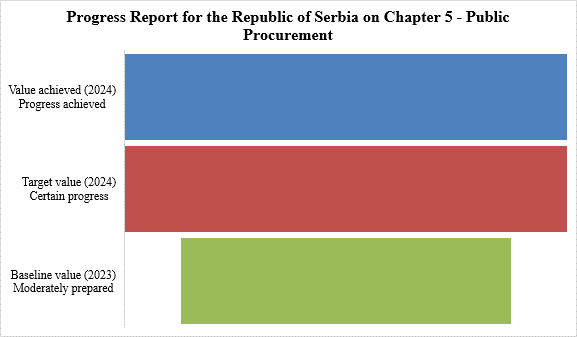 Progress Report for the Republic of Serbia on Chapter 5 - Public
Procurement
Value achieved (2024)
Progress achieved
Target value (2024)
Certain progress
Baseline value (2023)
Moderately prepared